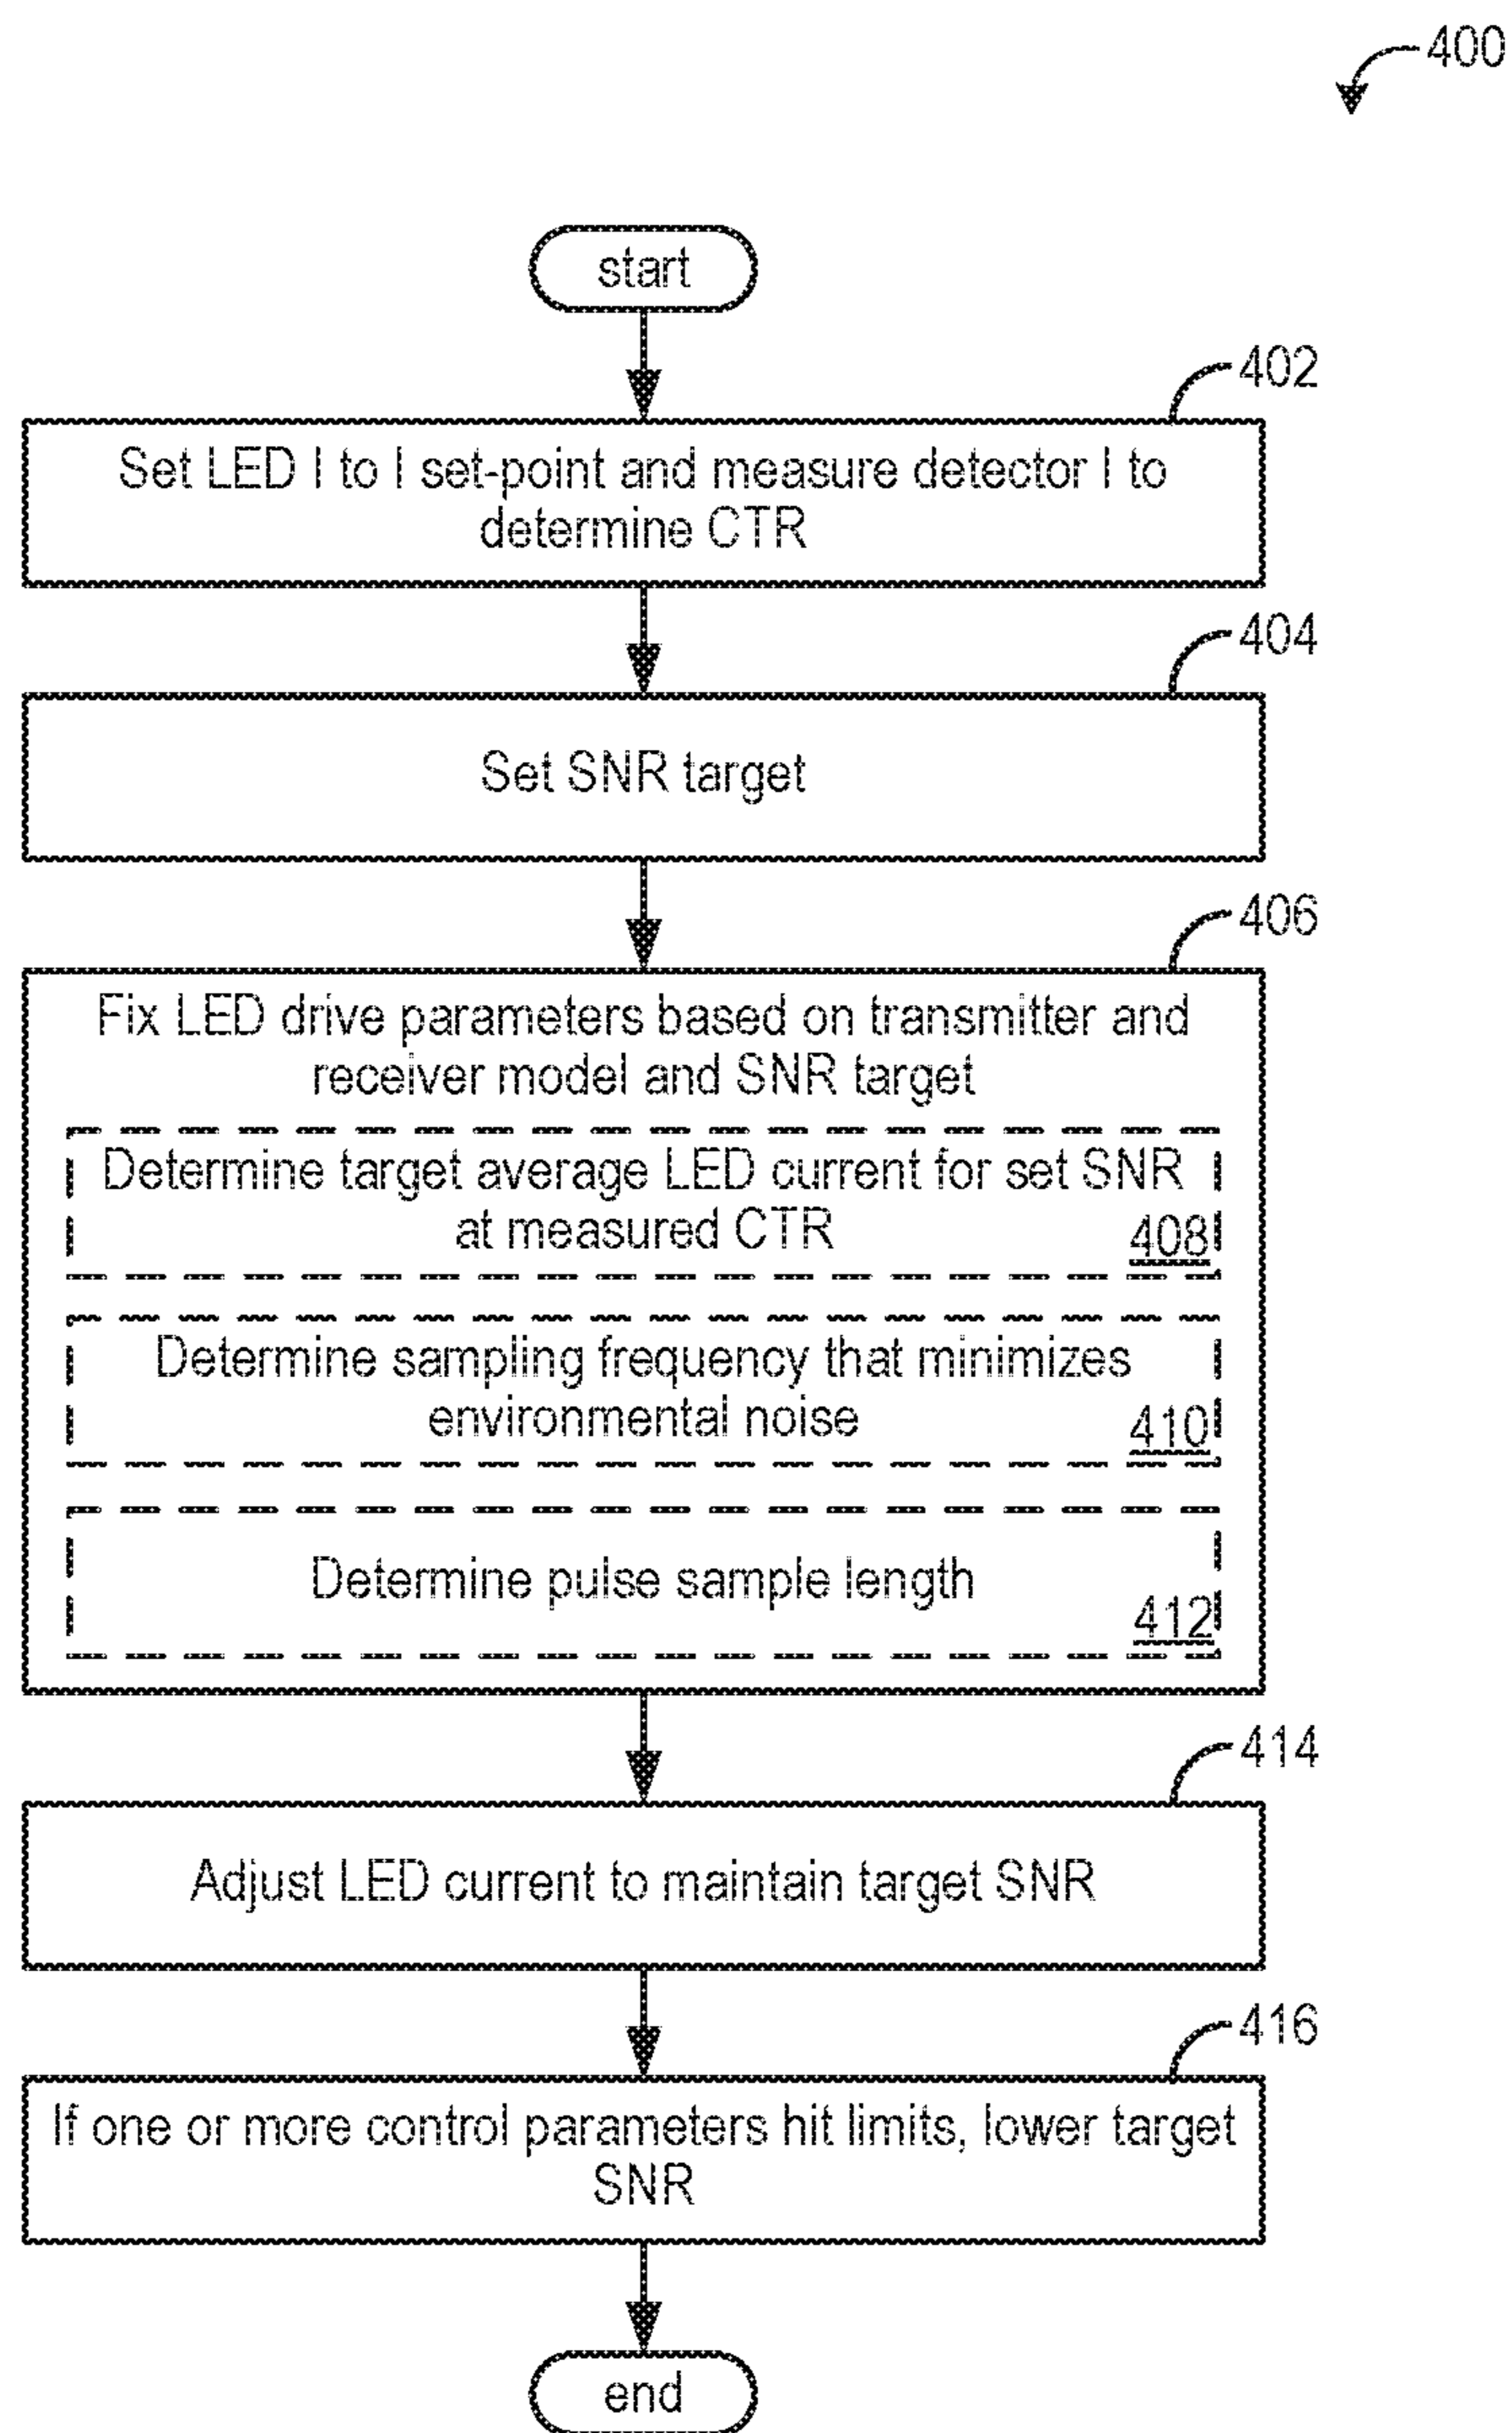 400
start
402
Set LED I to I set-point and measure detector I to
determine CTR
404
Set SNR target
406
Fix LED drive parameters based on transmitter and
receiver model and SNR target
Determine target average LED current for set SNR
at measured CTR
408
Determine sampling frequency that minimizes
environmental noise
410
Determine pulse sample length
412
414
Adjust LED current to maintain target SNR
416
If one or more control parameters hit limits, lower target
SNR
end